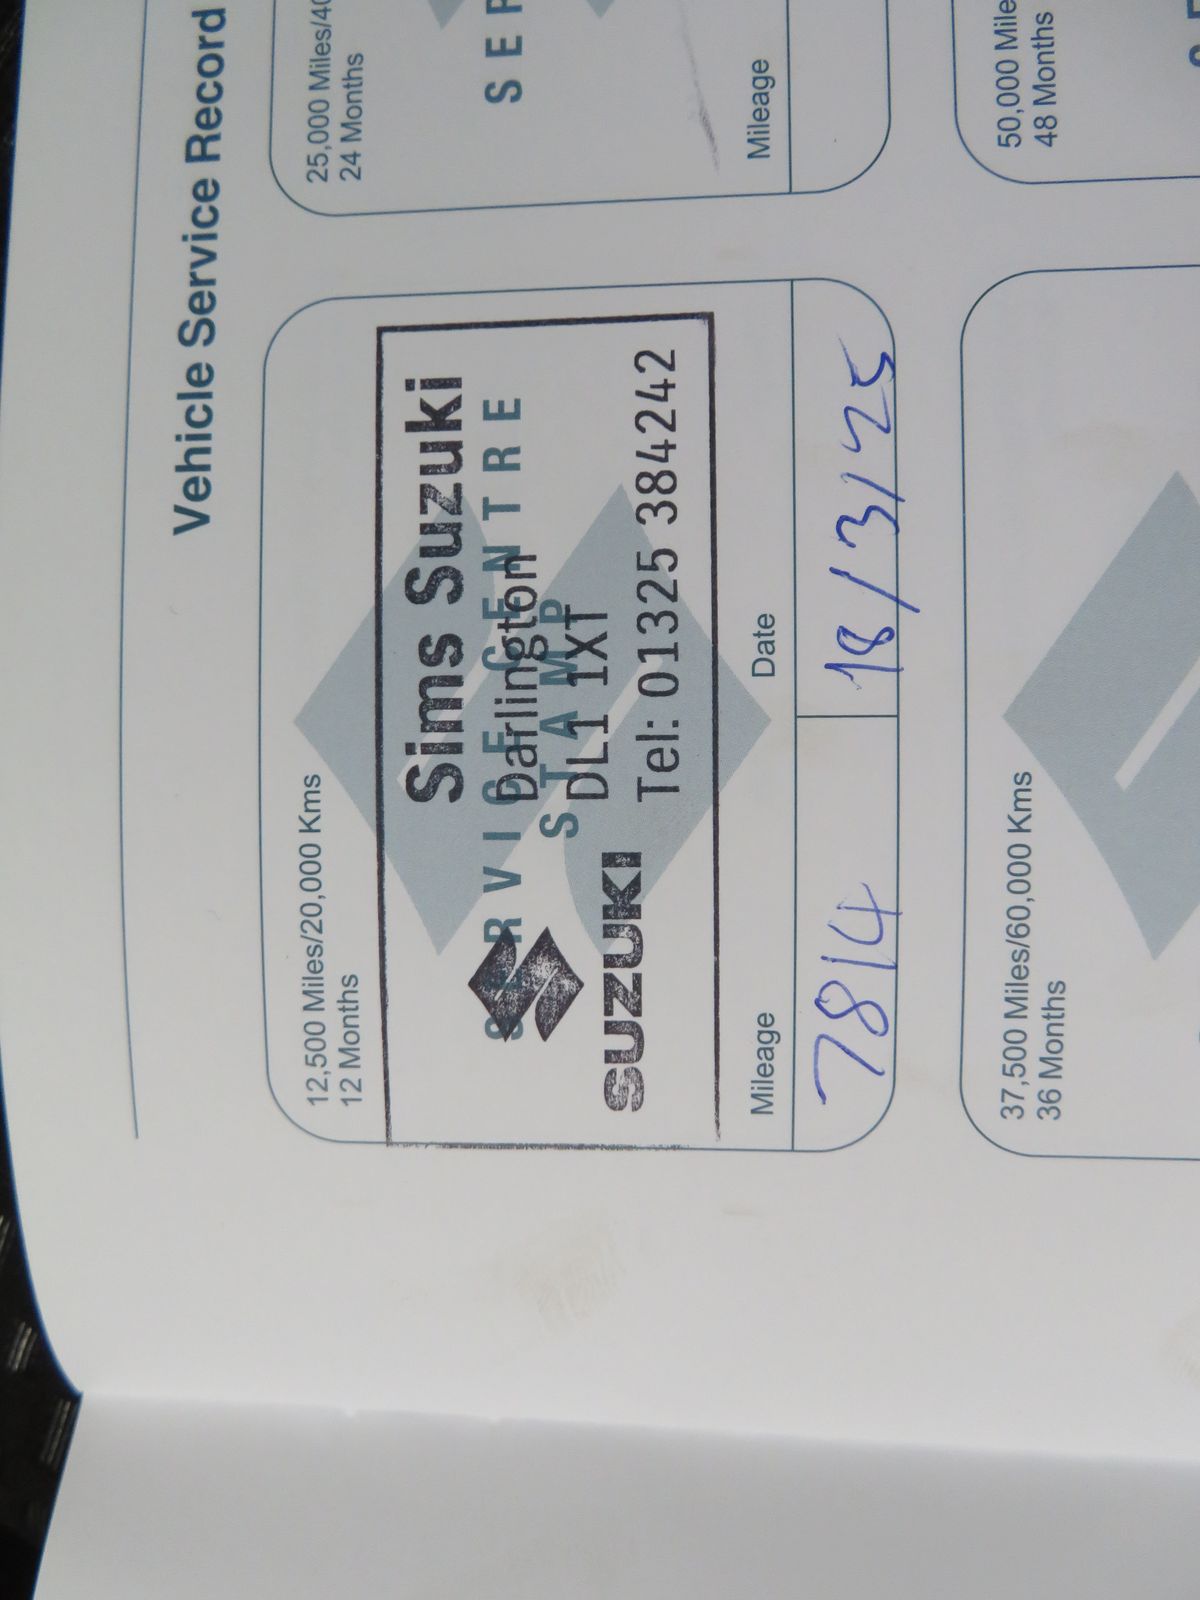 Vehicle Service Record
12,500 Miles/20,000 Kms
12 Months
SERVICE CENTRE
STAMP
Sims Suzuki
Darlington
DL1 1XT
Tel: 01325 384242
SUZUKI
Mileage
Date
7814
18/3/25
25,000 Miles/40
24 Months
SER
Mileage
37,500 Miles/60,000 Kms
36 Months
50,000 Mile
48 Months